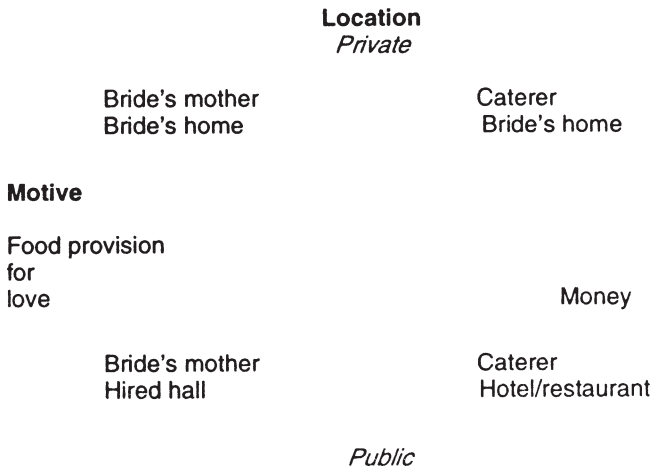 Location
Private
Bride's mother Caterer
Bride's home Bride's home
Motive
Food provision
for
love Money
Bride's mother Caterer
Hired hall Hotel/restaurant
Public